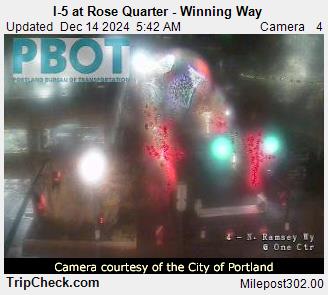 I-5 at Rose Quarter - Winning Way
Updated Dec 14 2024 5:42 AM Camera 4
PBOT
PORTLAND BUREAU OF TRANSPORTATION
4 - N. Ramsey Wy
@ One Ctr
Camera courtesy of the City of Portland
TripCheck.com Milepost302.00